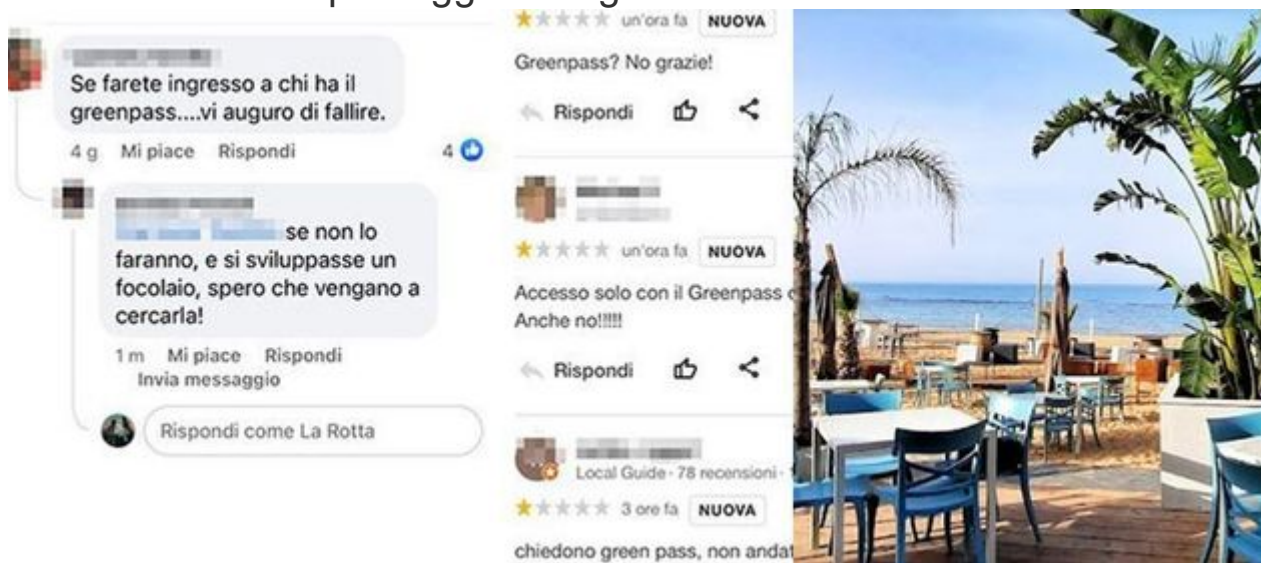 Se farete ingresso a chi ha il
greenpass....vi auguro di fallire.
4 g Mi piace Rispondi 4
se non lo
faranno, e si sviluppasse un
focolaio, spero che vengano a
cercarla!
1 m Mi piace Rispondi
Invia messaggio
Rispondi come La Rotta
un'ora fa NUOVA
Greenpass? No grazie!
Rispondi
un'ora fa NUOVA
Accesso solo con il Greenpass
Anche no!!!!!
Rispondi
Local Guide · 78 recensioni ·
3 ore fa NUOVA
chiedono green pass, non